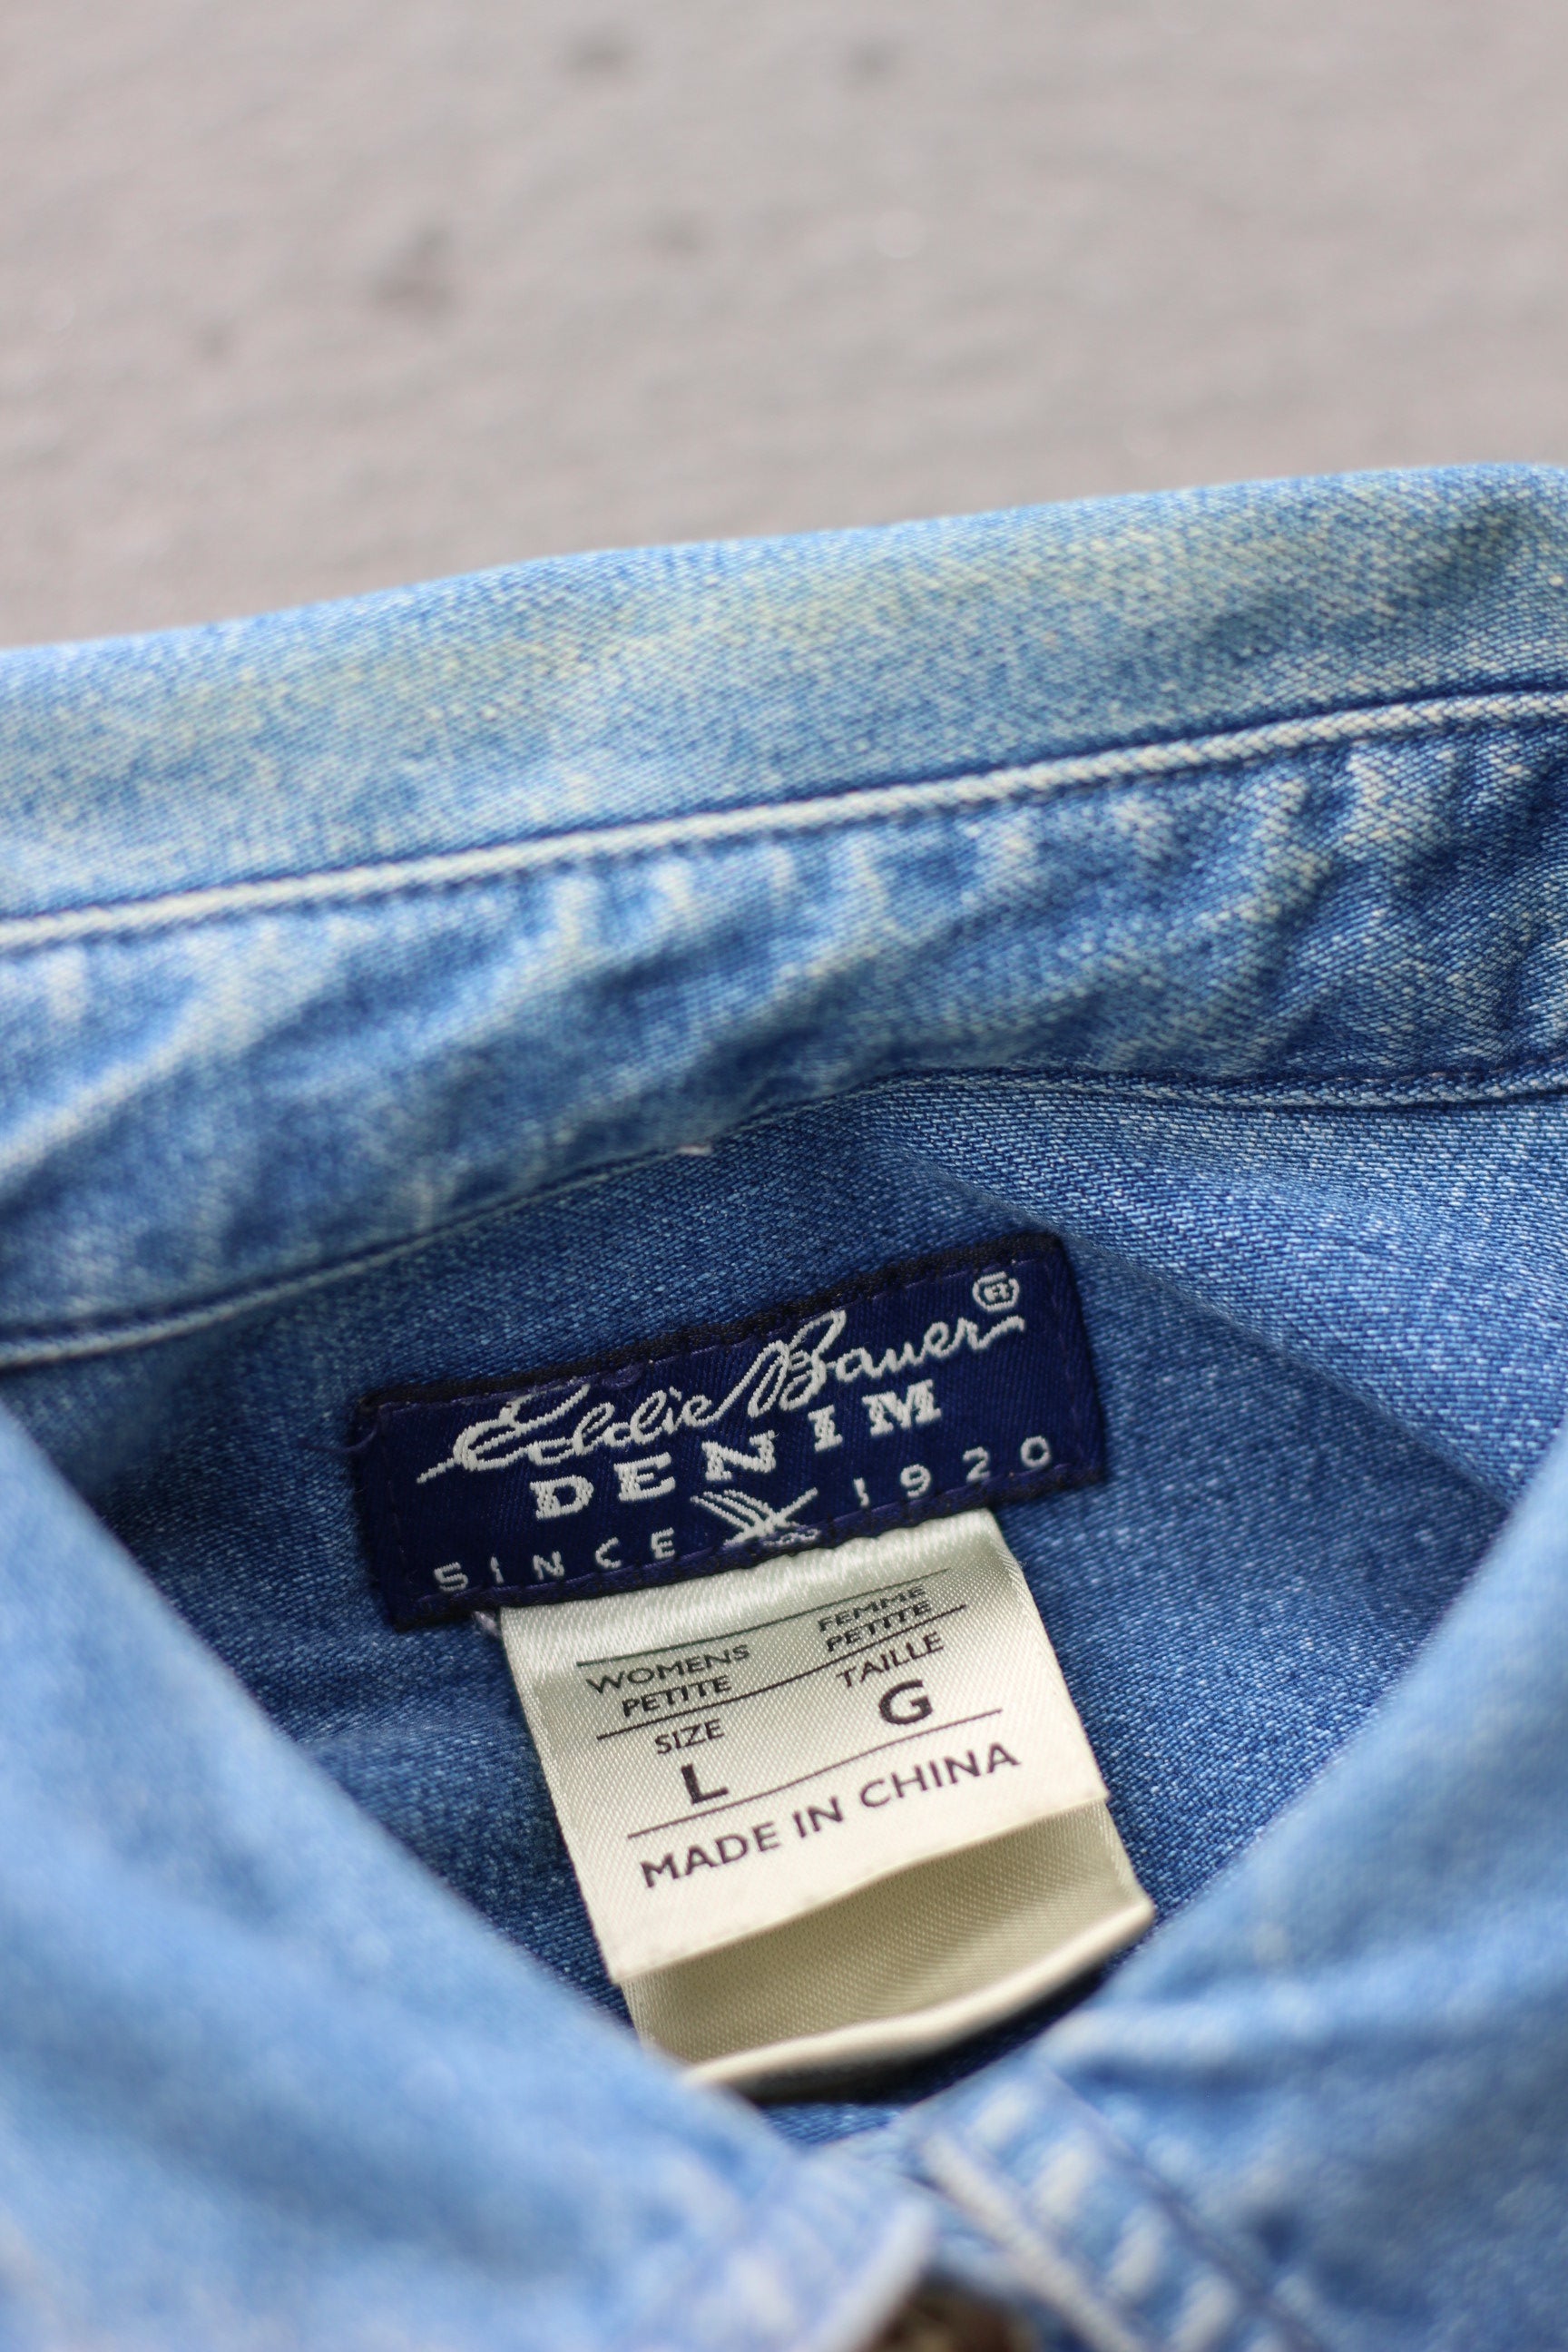 Eddie Bauer®
DENIM
SINCE 1920
WOMENS PETITE
FEMME PETITE
SIZE
L
TAILLE
G
MADE IN CHINA